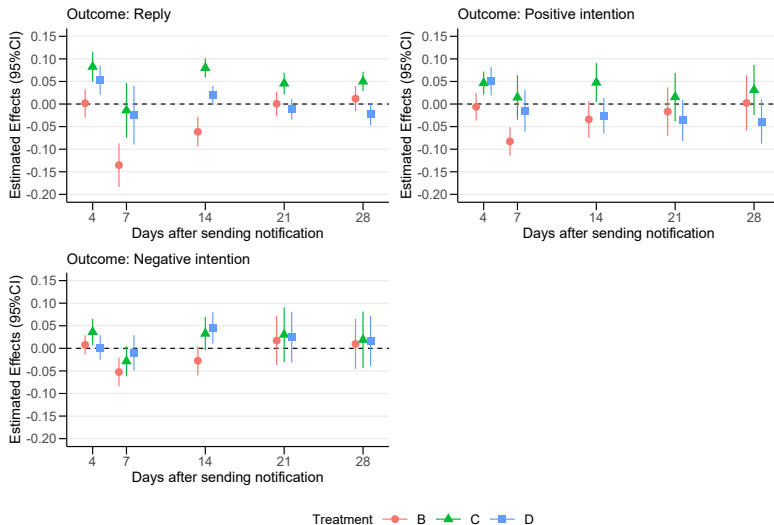 Outcome: Reply
Estimated Effects (95%CI)
0.15
0.10
0.05
0.00
-0.05
-0.10
-0.15
-0.20
4 7 14 21 28
Days after sending notification
Outcome: Positive intention
Estimated Effects (95%CI)
0.15
0.10
0.05
0.00
-0.05
-0.10
-0.15
-0.20
4 7 14 21 28
Days after sending notification
Outcome: Negative intention
Estimated Effects (95%CI)
0.15
0.10
0.05
0.00
-0.05
-0.10
-0.15
-0.20
4 7 14 21 28
Days after sending notification
Treatment B C D